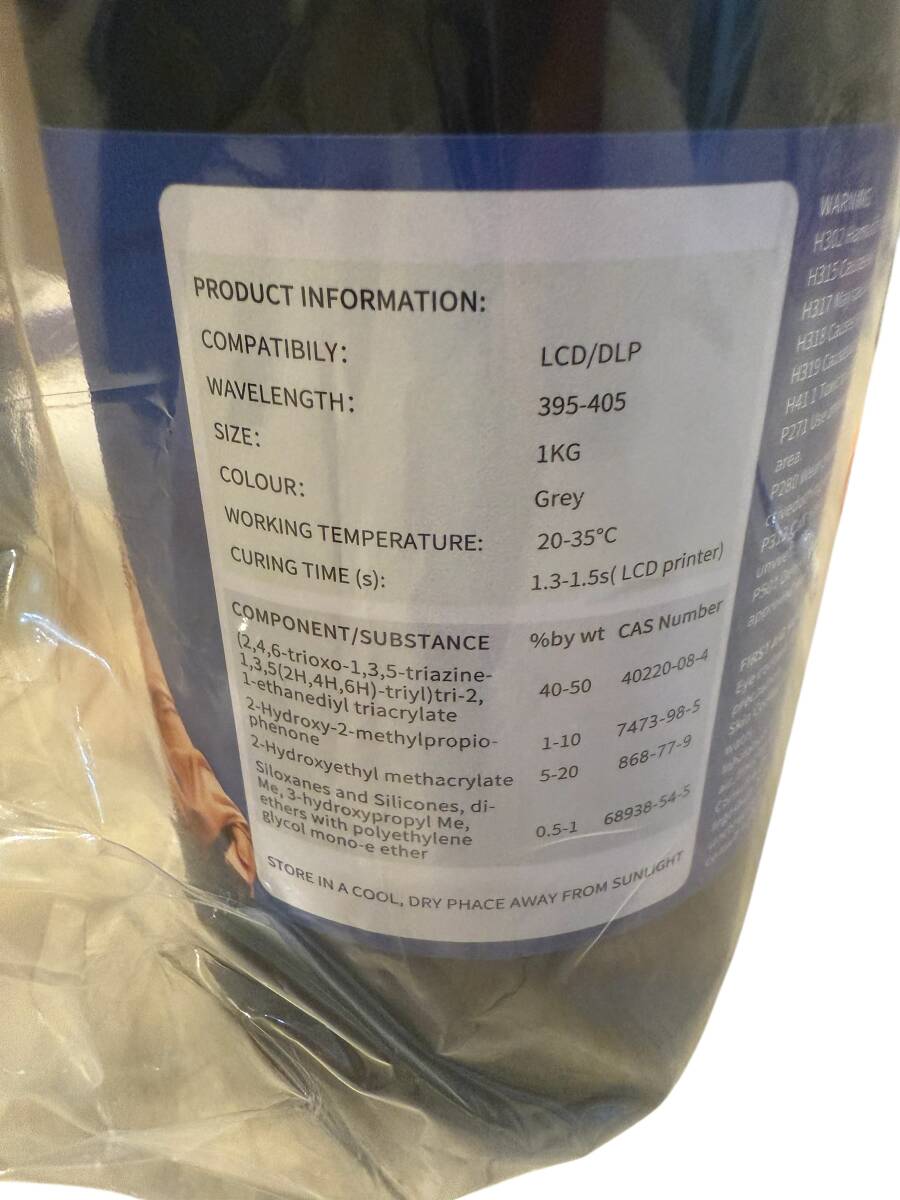 PRODUCT INFORMATION:
COMPATIBILY: LCD/DLP
WAVELENGTH: 395-405
SIZE: 1KG
COLOUR: Grey
WORKING TEMPERATURE: 20-35°C
CURING TIME (s): 1.3-1.5s( LCD printer)
COMPONENT/SUBSTANCE %by wt CAS Number
(2,4,6-trioxo-1,3,5-triazine-
1,3,5(2H,4H,6H)-triyl)tri-2,
1-ethanediyl triacrylate 40-50 40220-08-4
2-Hydroxy-2-methylpropio-
phenone 1-10 7473-98-5
2-Hydroxyethyl methacrylate 5-20 868-77-9
Siloxanes and Silicones, di-
Me, 3-hydroxypropyl Me,
ethers with polyethylene
glycol mono-e ether 0.5-1 68938-54-5
STORE IN A COOL, DRY PHACE AWAY FROM SUNLIGHT
WARNING
H302
H315
H317 May
H318
H319
H411
P271 Use
area.
P280
FIRST